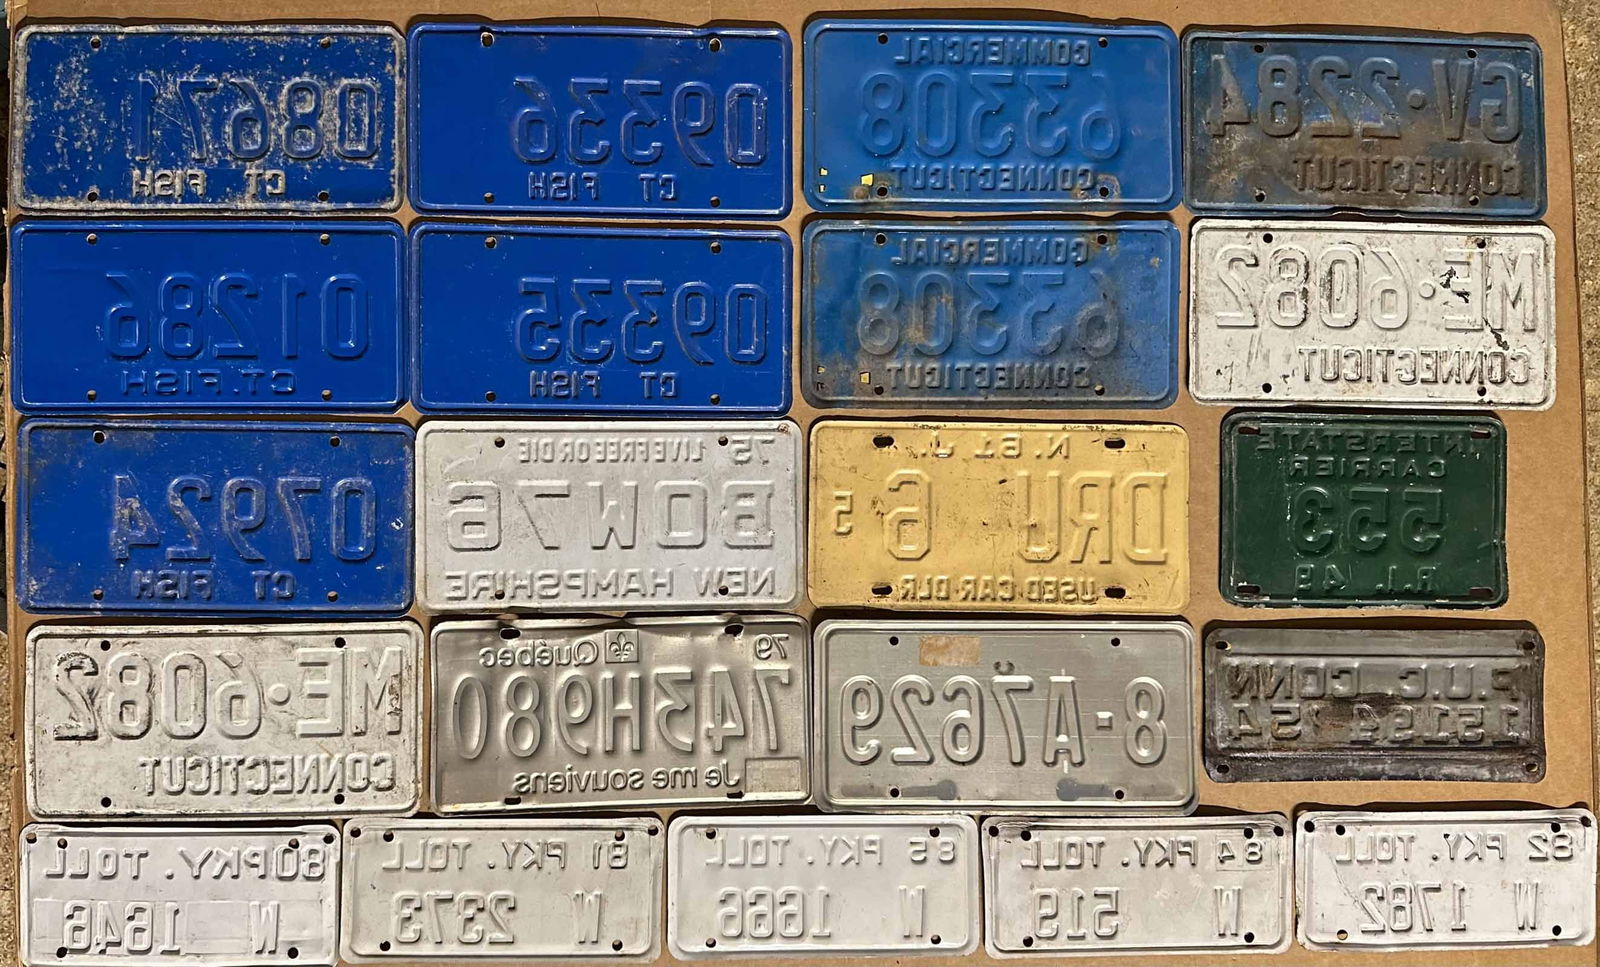 08671
CT FISH
09336
CT FISH
COMMERCIAL
63308
CONNECTICUT
GV·2284
CONNECTICUT
01286
CT.FISH
09335
CT FISH
COMMERCIAL
63308
CONNECTICUT
ME·6082
CONNECTICUT
07924
CT FISH
75 LIVE FREE OR DIE
BOW76
NEW HAMPSHIRE
N. 61 J.
DRU 6 5
USED CAR DLR
INTERSTATE
CARRIER
553
R.I. 49
ME·6082
CONNECTICUT
79 Québec
743H980
Je me souviens
8-A7629
P.U.C. CONN
15194 '54
80 PKY. TOLL
W 1646
81 PKY. TOLL
W 2373
85 PKY. TOLL
W 1666
84 PKY. TOLL
W 519
82 PKY. TOLL
W 1782